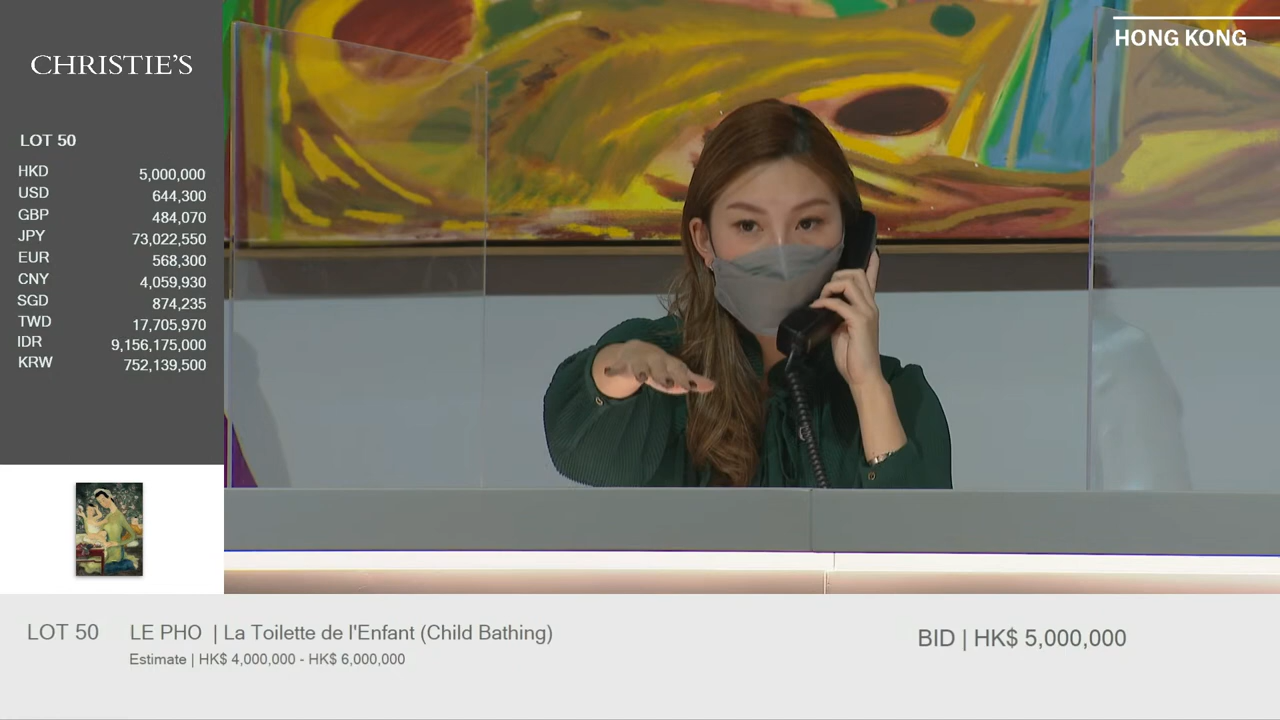 CHRISTIE'S
LOT 50
HKD 5,000,000
USD 644,300
GBP 484,070
JPY 73,022,550
EUR 568,300
CNY 4,059,930
SGD 874,235
TWD 17,705,970
IDR 9,156,175,000
KRW 752,139,500
HONG KONG
LOT 50 LE PHO | La Toilette de l'Enfant (Child Bathing)
Estimate | HK$ 4,000,000 - HK$ 6,000,000
BID | HK$ 5,000,000